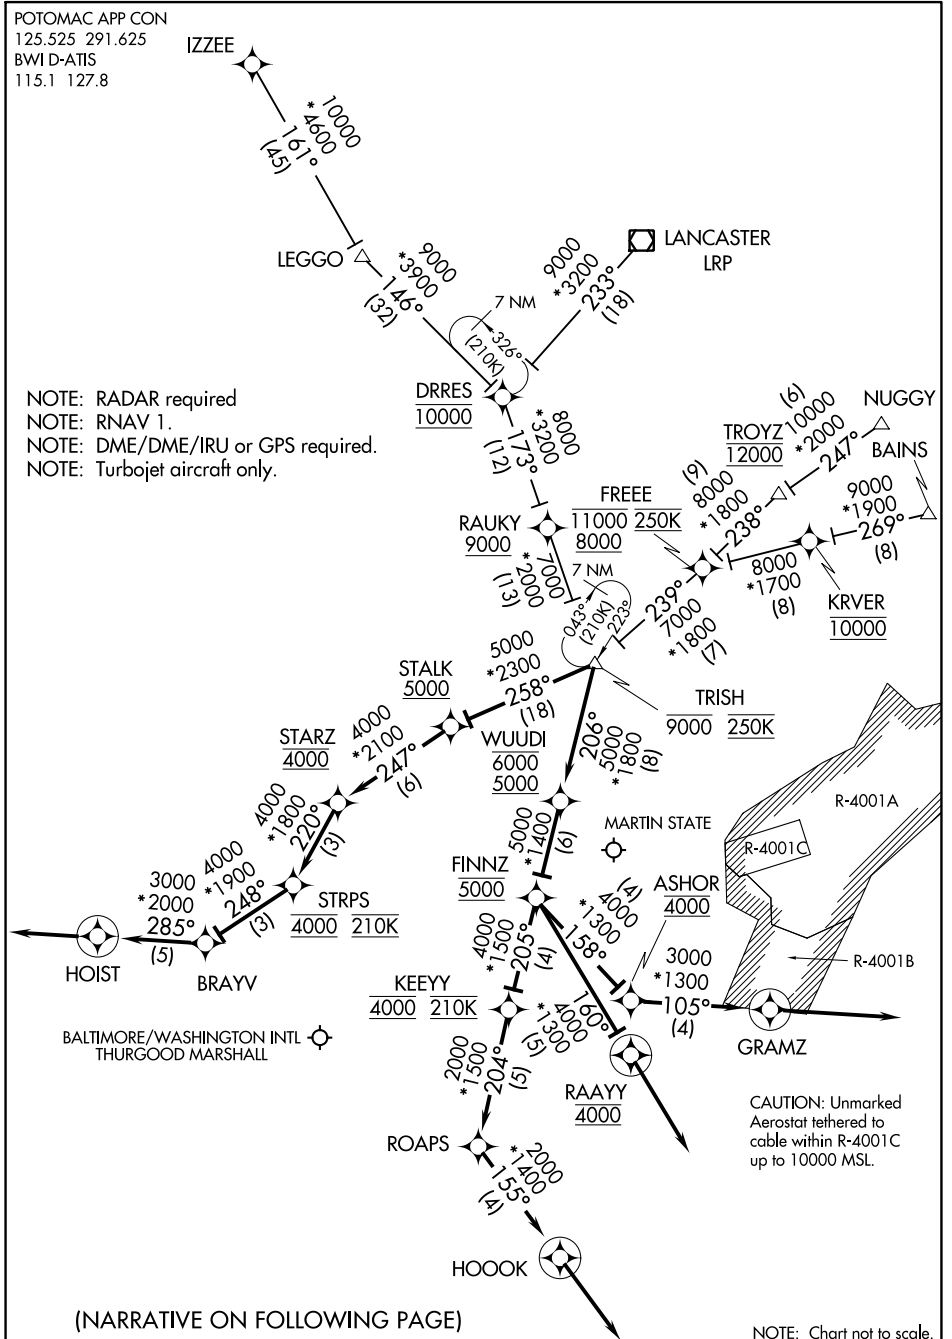 POTOMAC APP CON
125.525 291.625
BWI D-ATIS
115.1 127.8
IZZEE
10000
*4600
161°
(45)
LEGGO
9000
*3900
146°
(32)
LANCASTER
LRP
9000
*3200
233°
(18)
7 NM
326°
(210K)
DRRES
10000
NOTE: RADAR required
NOTE: RNAV 1.
NOTE: DME/DME/IRU or GPS required.
NOTE: Turbojet aircraft only.
8000
*3200
173°
(12)
NUGGY
(6)
10000
*2000
247°
TROYZ
12000
BAINS
9000
*1900
269°
(8)
(9)
8000
*1800
238°
FREEE
11000 250K
8000
RAUKY
9000
7000
*2000
(13)
7 NM
043°
(210K)
223°
239°
7000
*1800
(7)
8000
*1700
(8)
KRVER
10000
TRISH
9000 250K
5000
*2300
258°
(18)
STALK
5000
206°
5000
*1800
(8)
WUUDI
6000
5000
STARZ
4000
4000
*2100
247°
(6)
4000
*1800
220°
(3)
5000
*1400
(6)
MARTIN STATE
R-4001A
R-4001C
R-4001B
FINNZ
5000
STRPS
4000 210K
4000
*1900
248°
(3)
3000
*2000
285°
(5)
HOIST
BRAYV
(4)
4000
*1300
158°
ASHOR
4000
3000
*1300
105°
(4)
GRAMZ
4000
*1500
205°
(4)
KEEYY
4000 210K
160°
4000
*1300
(5)
RAAYY
4000
BALTIMORE/WASHINGTON INTL
THURGOOD MARSHALL
2000
*1500
204°
(5)
ROAPS
2000
*1400
155°
(4)
HOOOK
CAUTION: Unmarked
Aerostat tethered to
cable within R-4001C
up to 10000 MSL.
(NARRATIVE ON FOLLOWING PAGE)
NOTE: Chart not to scale.